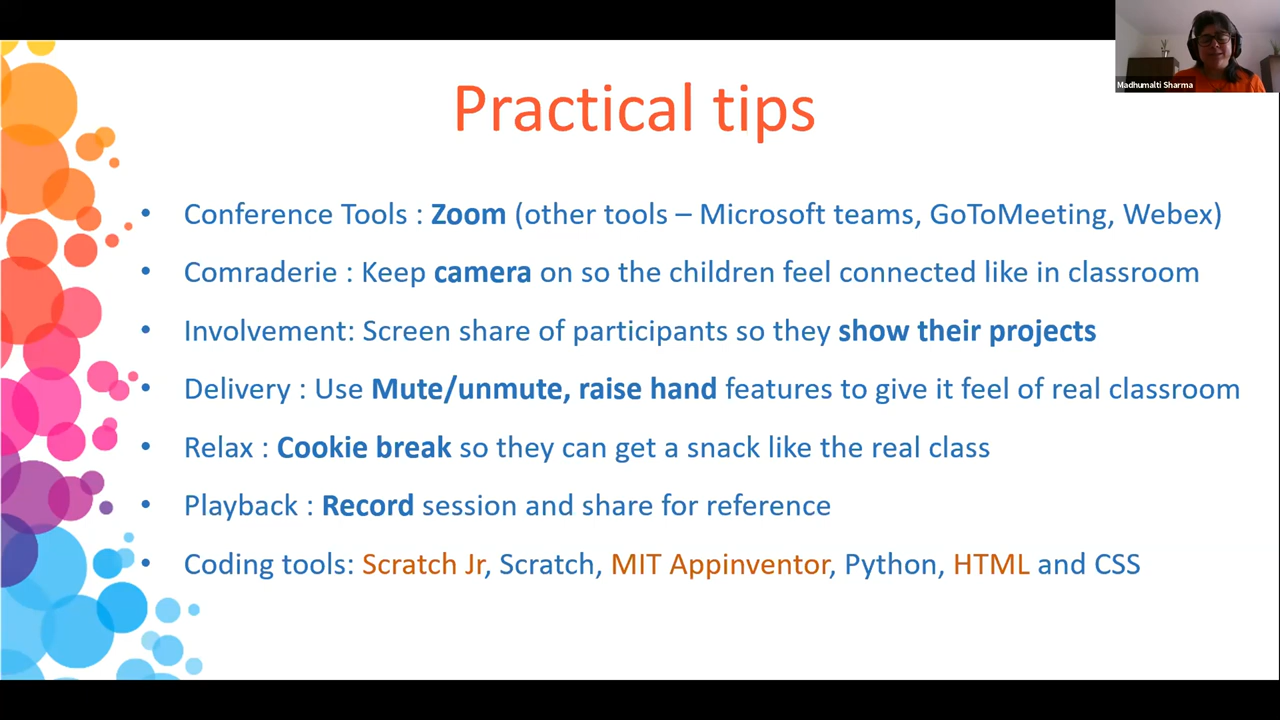 Madhumalti Sharma
Practical tips
• Conference Tools : Zoom (other tools – Microsoft teams, GoToMeeting, Webex)
• Comraderie : Keep camera on so the children feel connected like in classroom
• Involvement: Screen share of participants so they show their projects
• Delivery : Use Mute/unmute, raise hand features to give it feel of real classroom
• Relax : Cookie break so they can get a snack like the real class
• Playback : Record session and share for reference
• Coding tools: Scratch Jr, Scratch, MIT Appinventor, Python, HTML and CSS